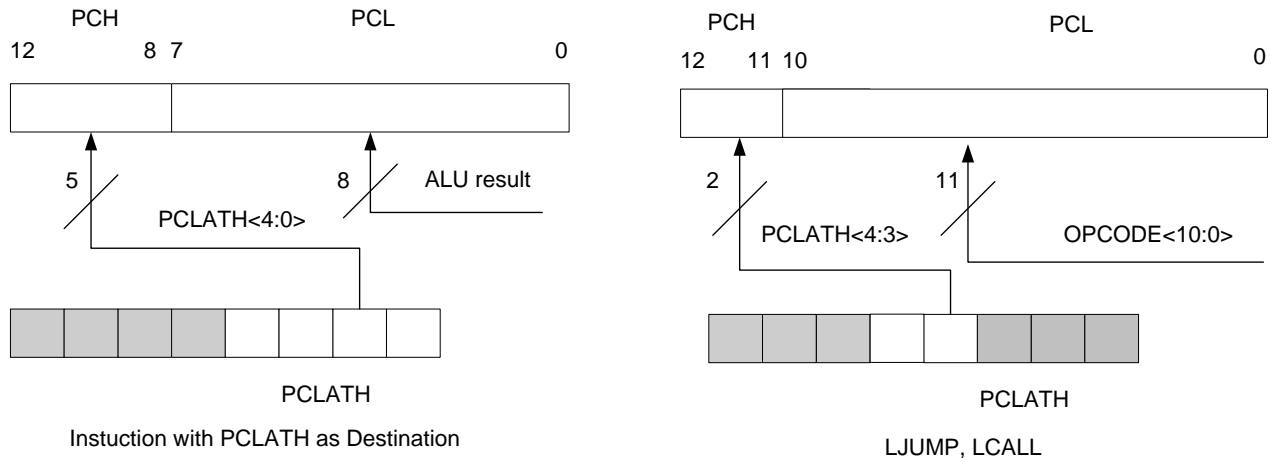 PCH PCL
12 8 7 0
5 8 ALU result
PCLATH<4:0>
PCLATH
Instuction with PCLATH as Destination
PCH PCL
12 11 10 0
2 11
PCLATH<4:3> OPCODE<10:0>
PCLATH
LJUMP, LCALL